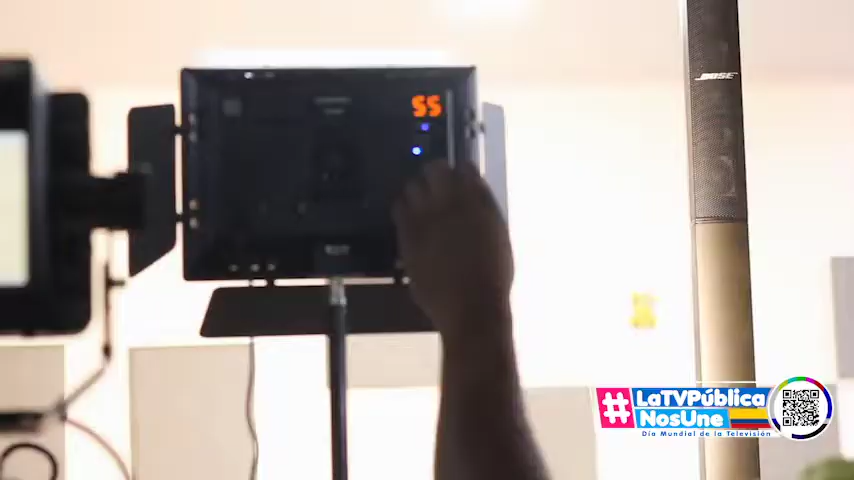 55
BOSE
#LaTVPública
NosUne
Día Mundial de la Televisión